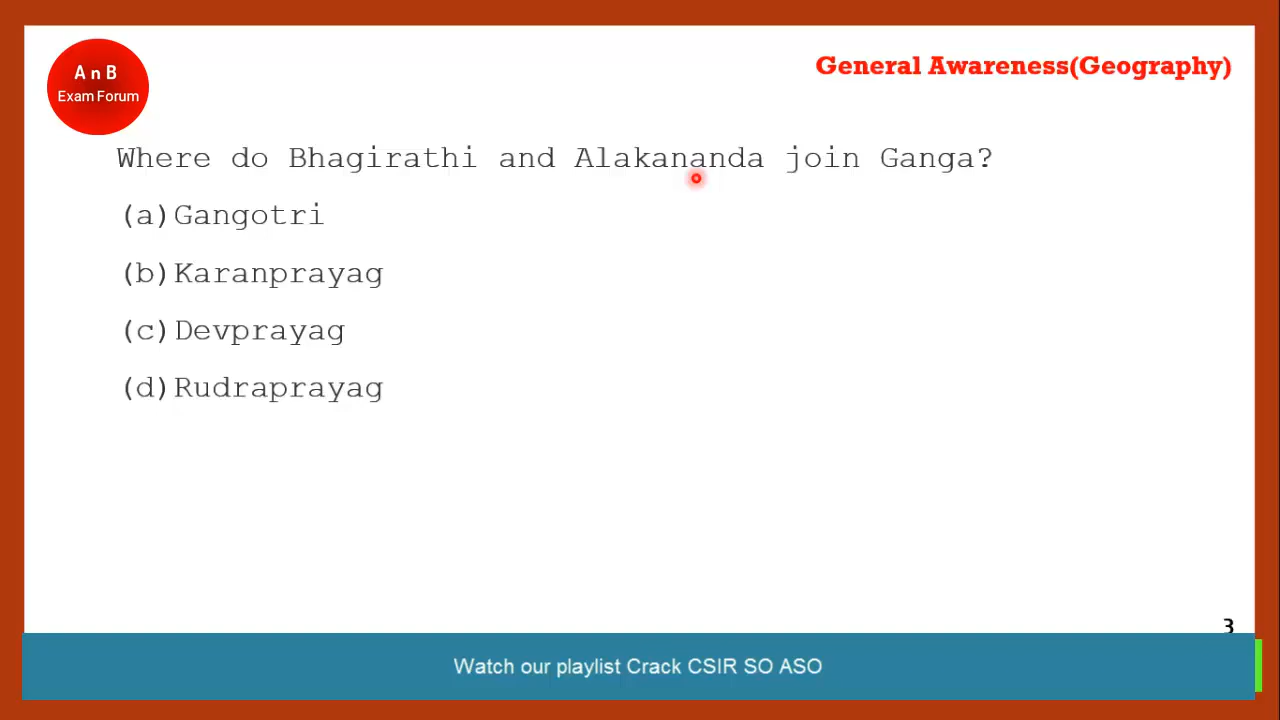 A n B
Exam Forum
General Awareness(Geography)
Where do Bhagirathi and Alakananda join Ganga?
(a)Gangotri
(b)Karanprayag
(c)Devprayag
(d)Rudraprayag
3
Watch our playlist Crack CSIR SO ASO